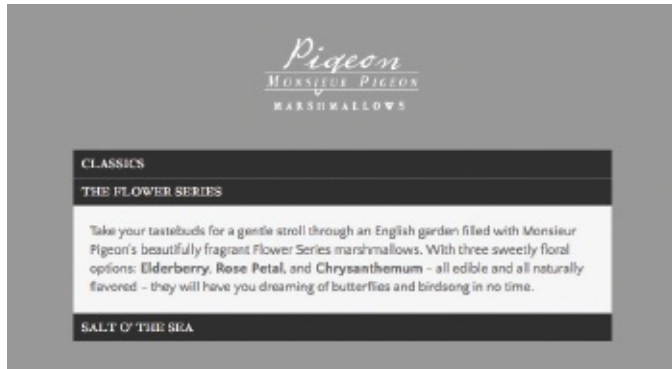 Pigeon
MONSIEUR PIGEON
MARSHMALLOWS
CLASSICS
THE FLOWER SERIES
Take your tastebuds for a gentle stroll through an English garden filled with Monsieur
Pigeon's beautifully fragrant Flower Series marshmallows. With three sweetly floral
options: Elderberry, Rose Petal, and Chrysanthemum – all edible and all naturally
flavored – they will have you dreaming of butterflies and birdsong in no time.
SALT O' THE SEA